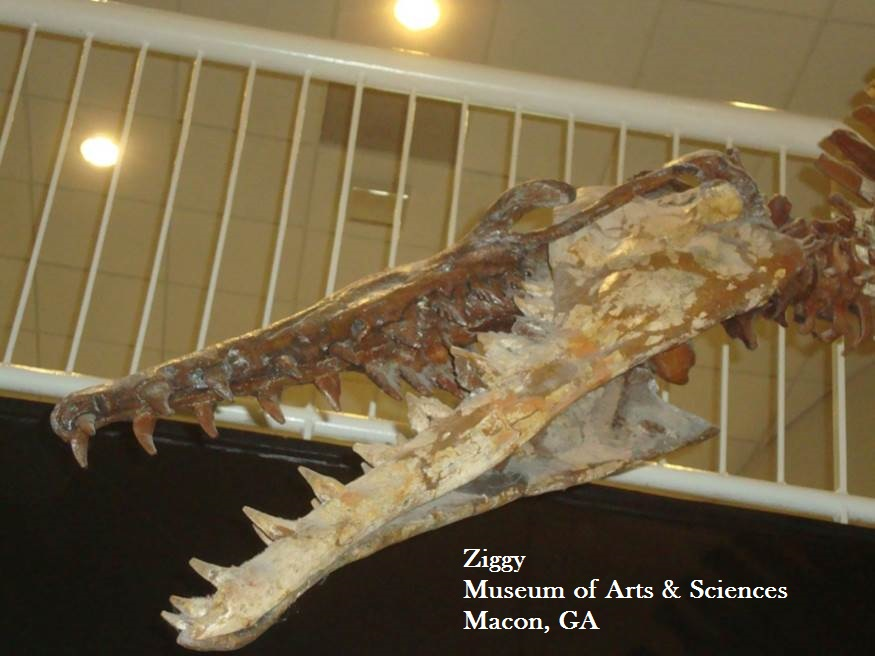 Ziggy
Museum of Arts & Sciences
Macon, GA